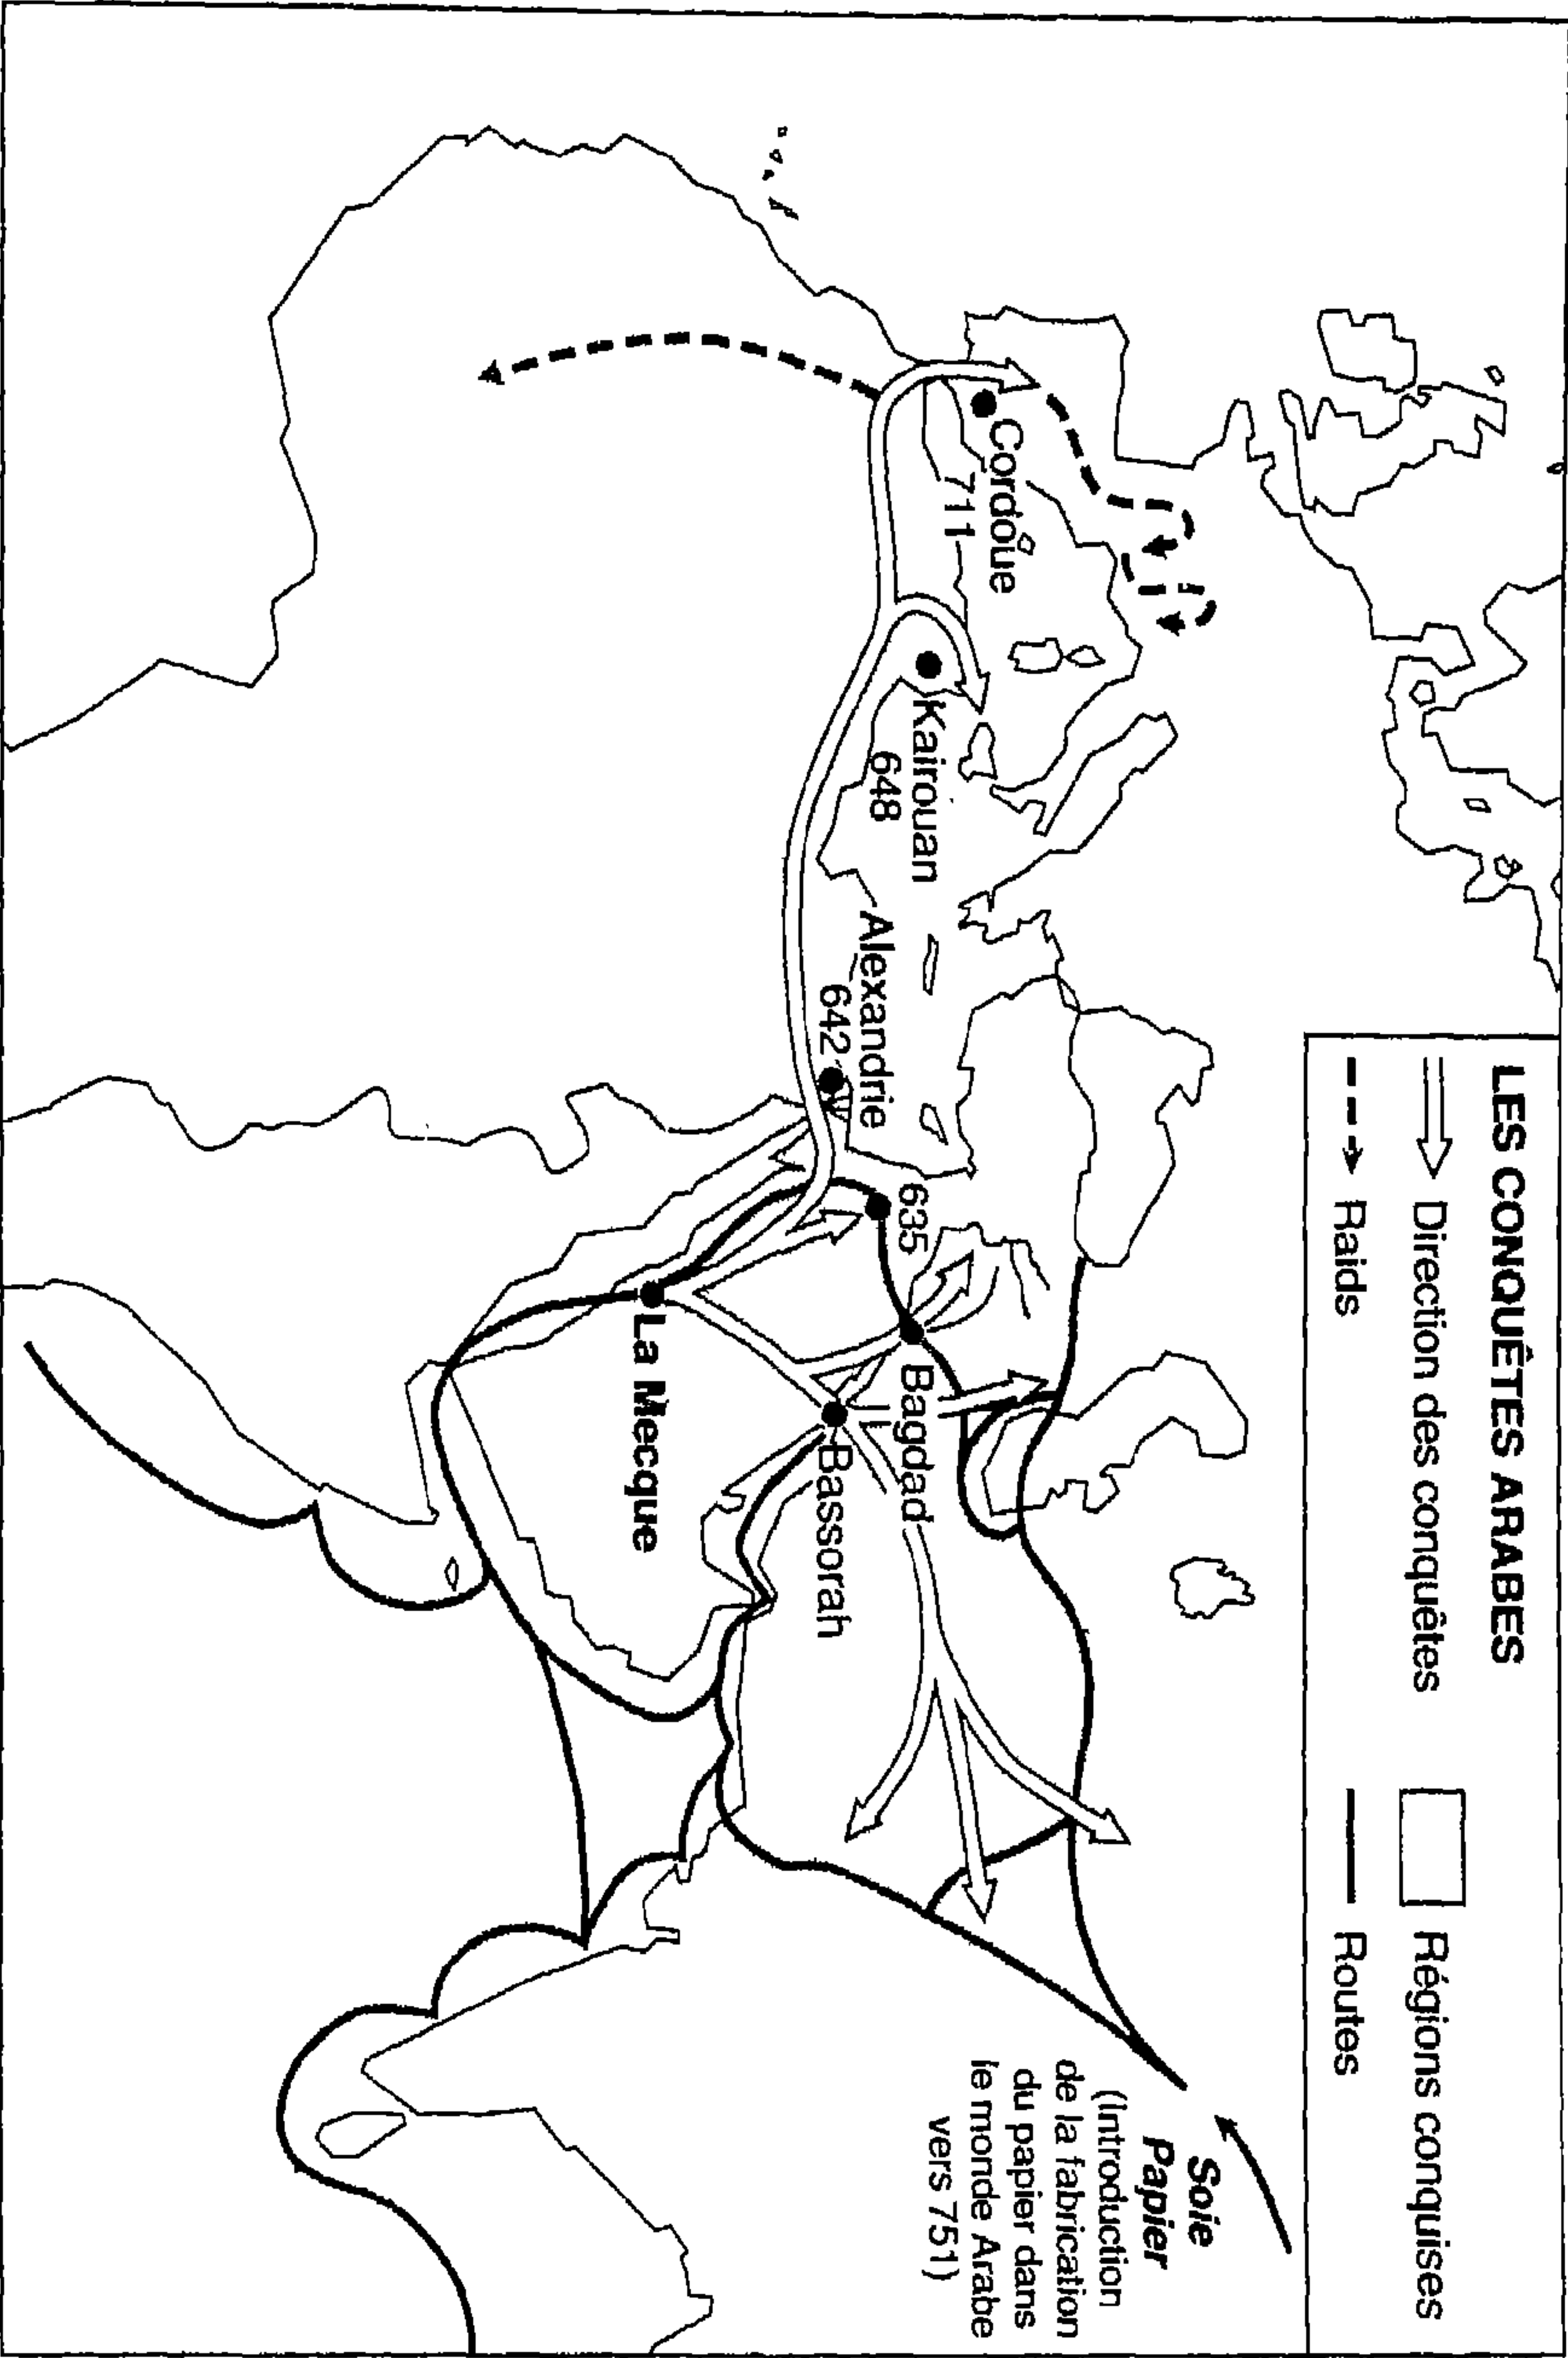 LES CONQUÊTES ARABES
Direction des conquêtes
Régions conquises
Raids
Routes
Cordoue
711
Kairouan
648
Alexandrie
642
635
Bagdad
Bassorah
La Mecque
Soie
Papier
(Introduction
de la fabrication
du papier dans
le monde Arabe
vers 751)